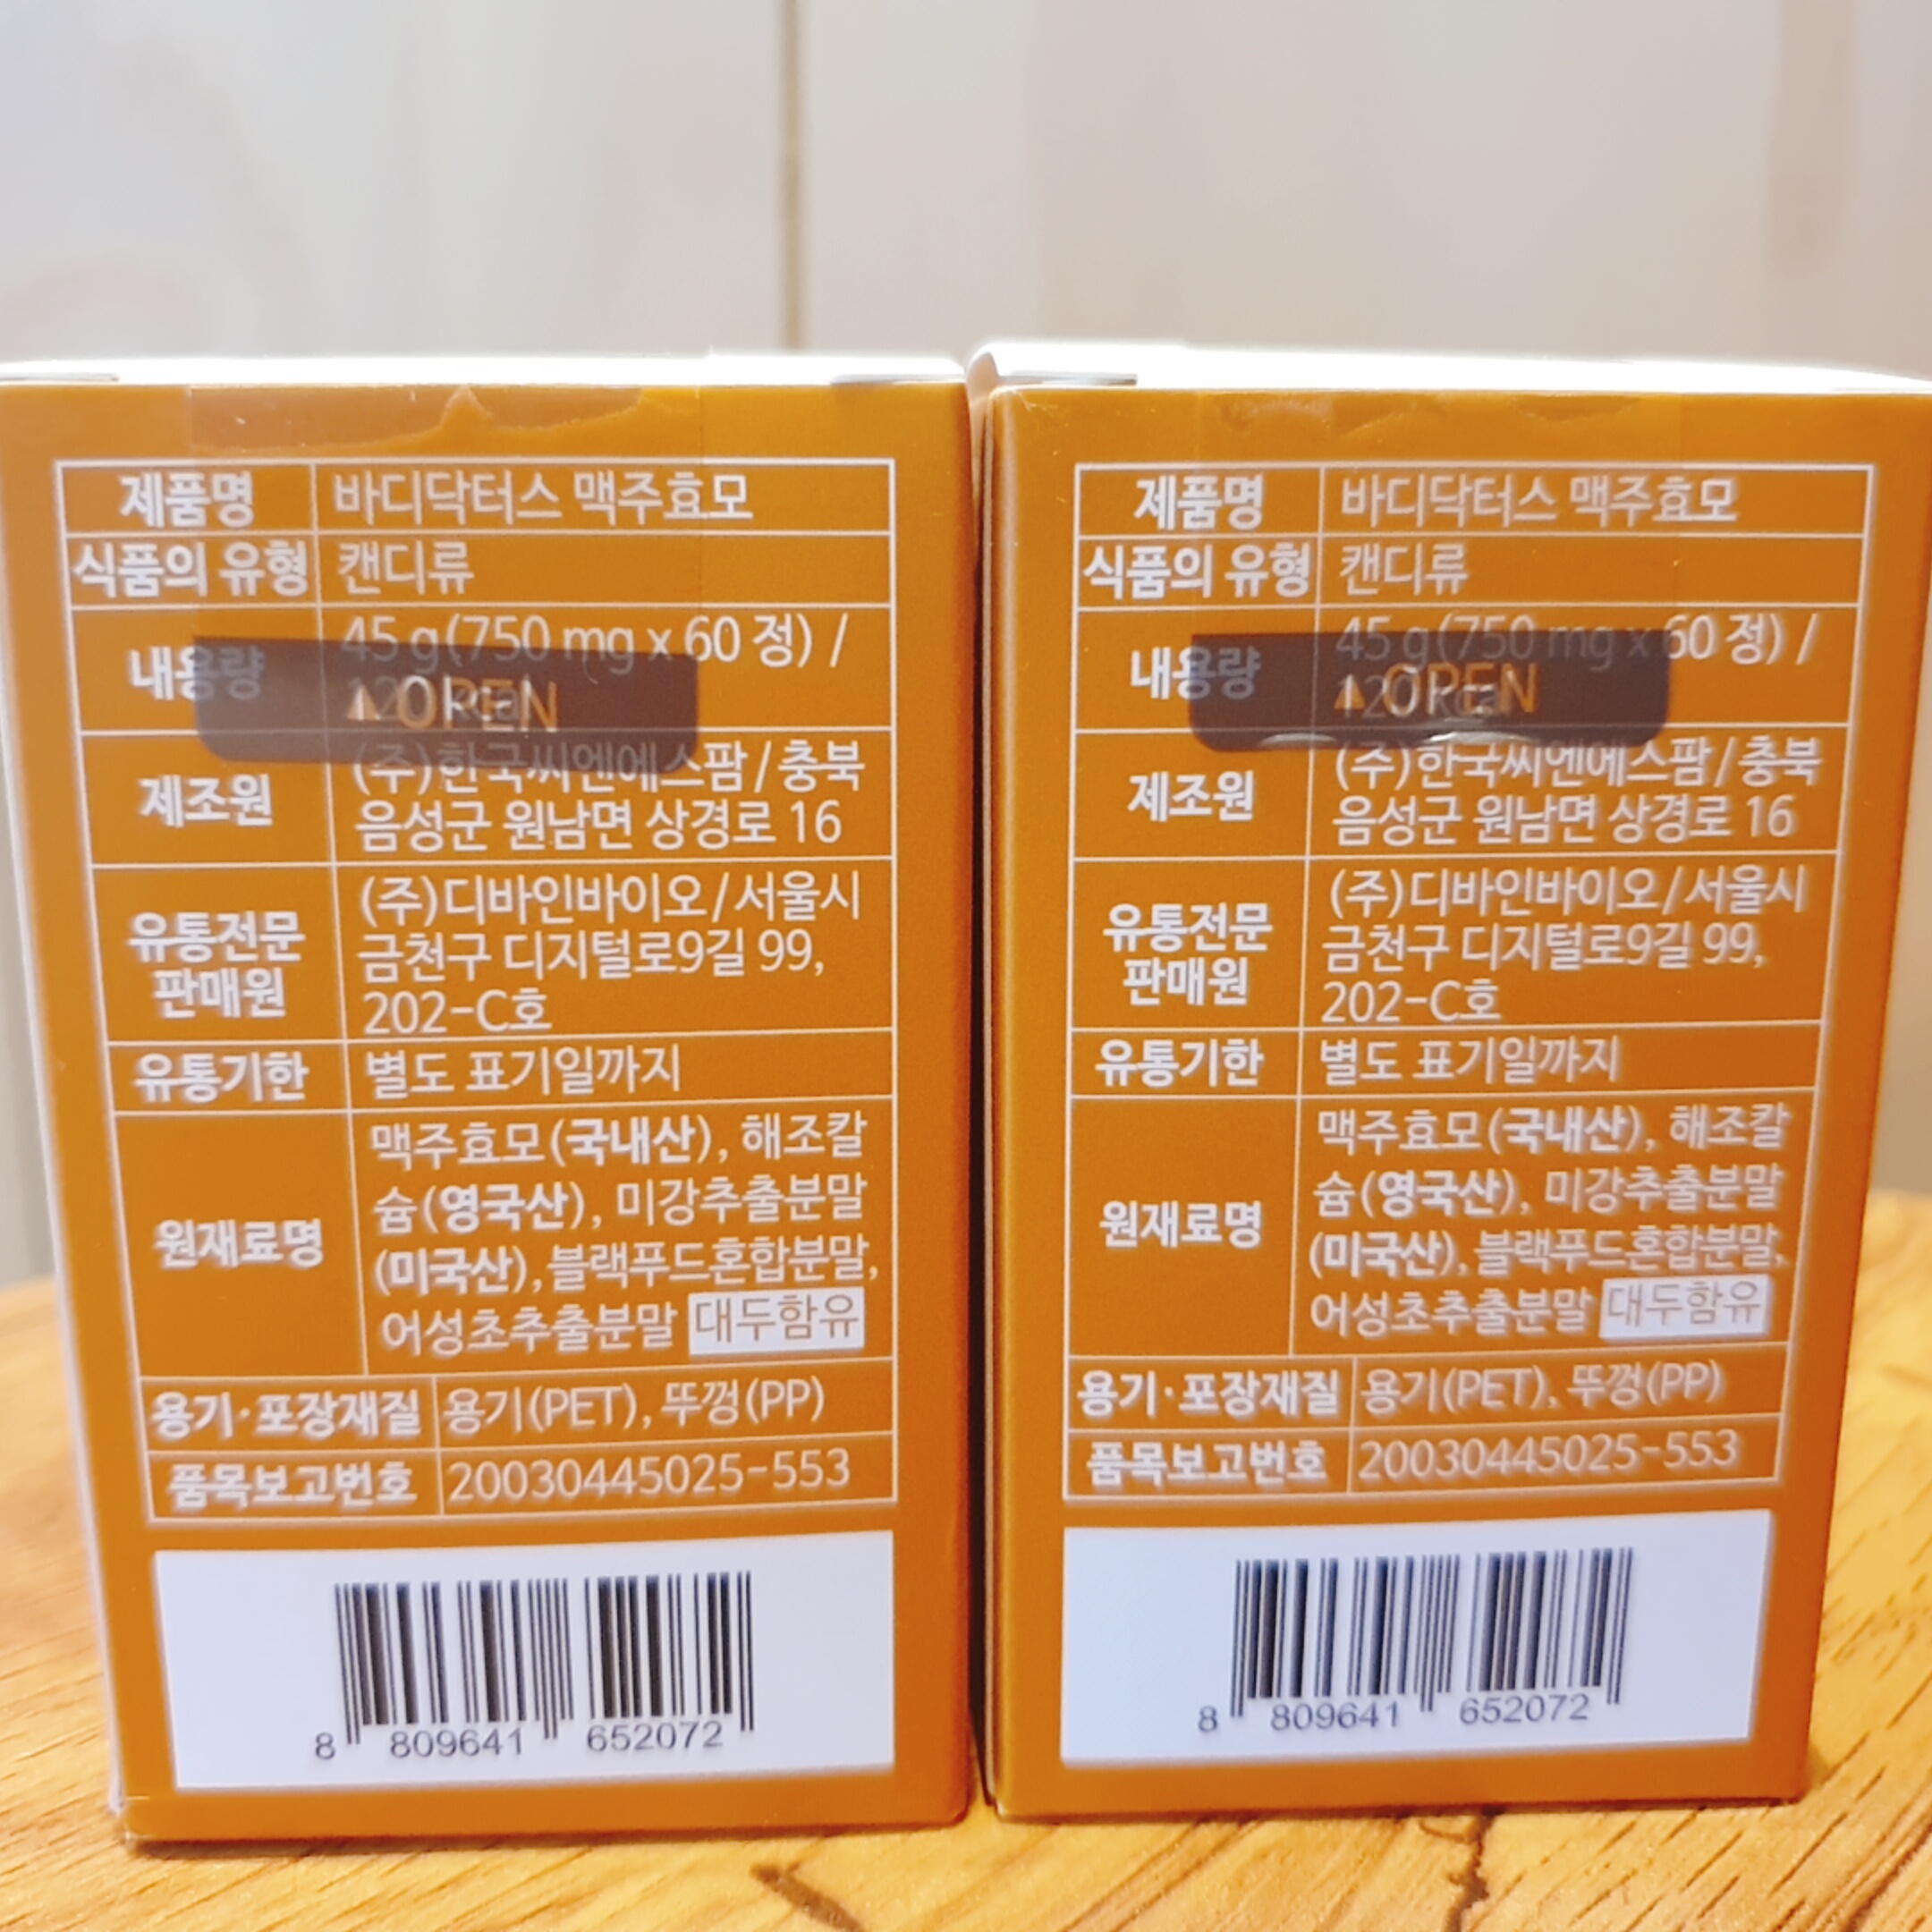 제품명 바디닥터스 맥주효모
식품의 유형 캔디류
내용량 45 g(750 mg x 60 정) /
120 kcal
▲OPEN
제조원 (주)한국씨엔에스팜/충북
음성군 원남면 상경로 16
유통전문
판매원
(주)디바인바이오/서울시
금천구 디지털로9길 99,
202-C호
유통기한 별도 표기일까지
원재료명
맥주효모(국내산), 해조칼
슘(영국산), 미강추출분말
(미국산),블랙푸드혼합분말,
어성초추출분말 대두함유
용기·포장재질 용기(PET), 뚜껑(PP)
품목보고번호 20030445025-553
8 809641 652072
제품명 바디닥터스 맥주효모
식품의 유형 캔디류
내용량 45 g(750 mg x 60 정) /
120 kcal
▲OPEN
제조원 (주)한국씨엔에스팜/충북
음성군 원남면 상경로 16
유통전문
판매원
(주)디바인바이오/서울시
금천구 디지털로9길 99,
202-C호
유통기한 별도 표기일까지
원재료명
맥주효모(국내산), 해조칼
슘(영국산), 미강추출분말
(미국산),블랙푸드혼합분말,
어성초추출분말 대두함유
용기·포장재질 용기(PET), 뚜껑(PP)
품목보고번호 20030445025-553
8 809641 652072